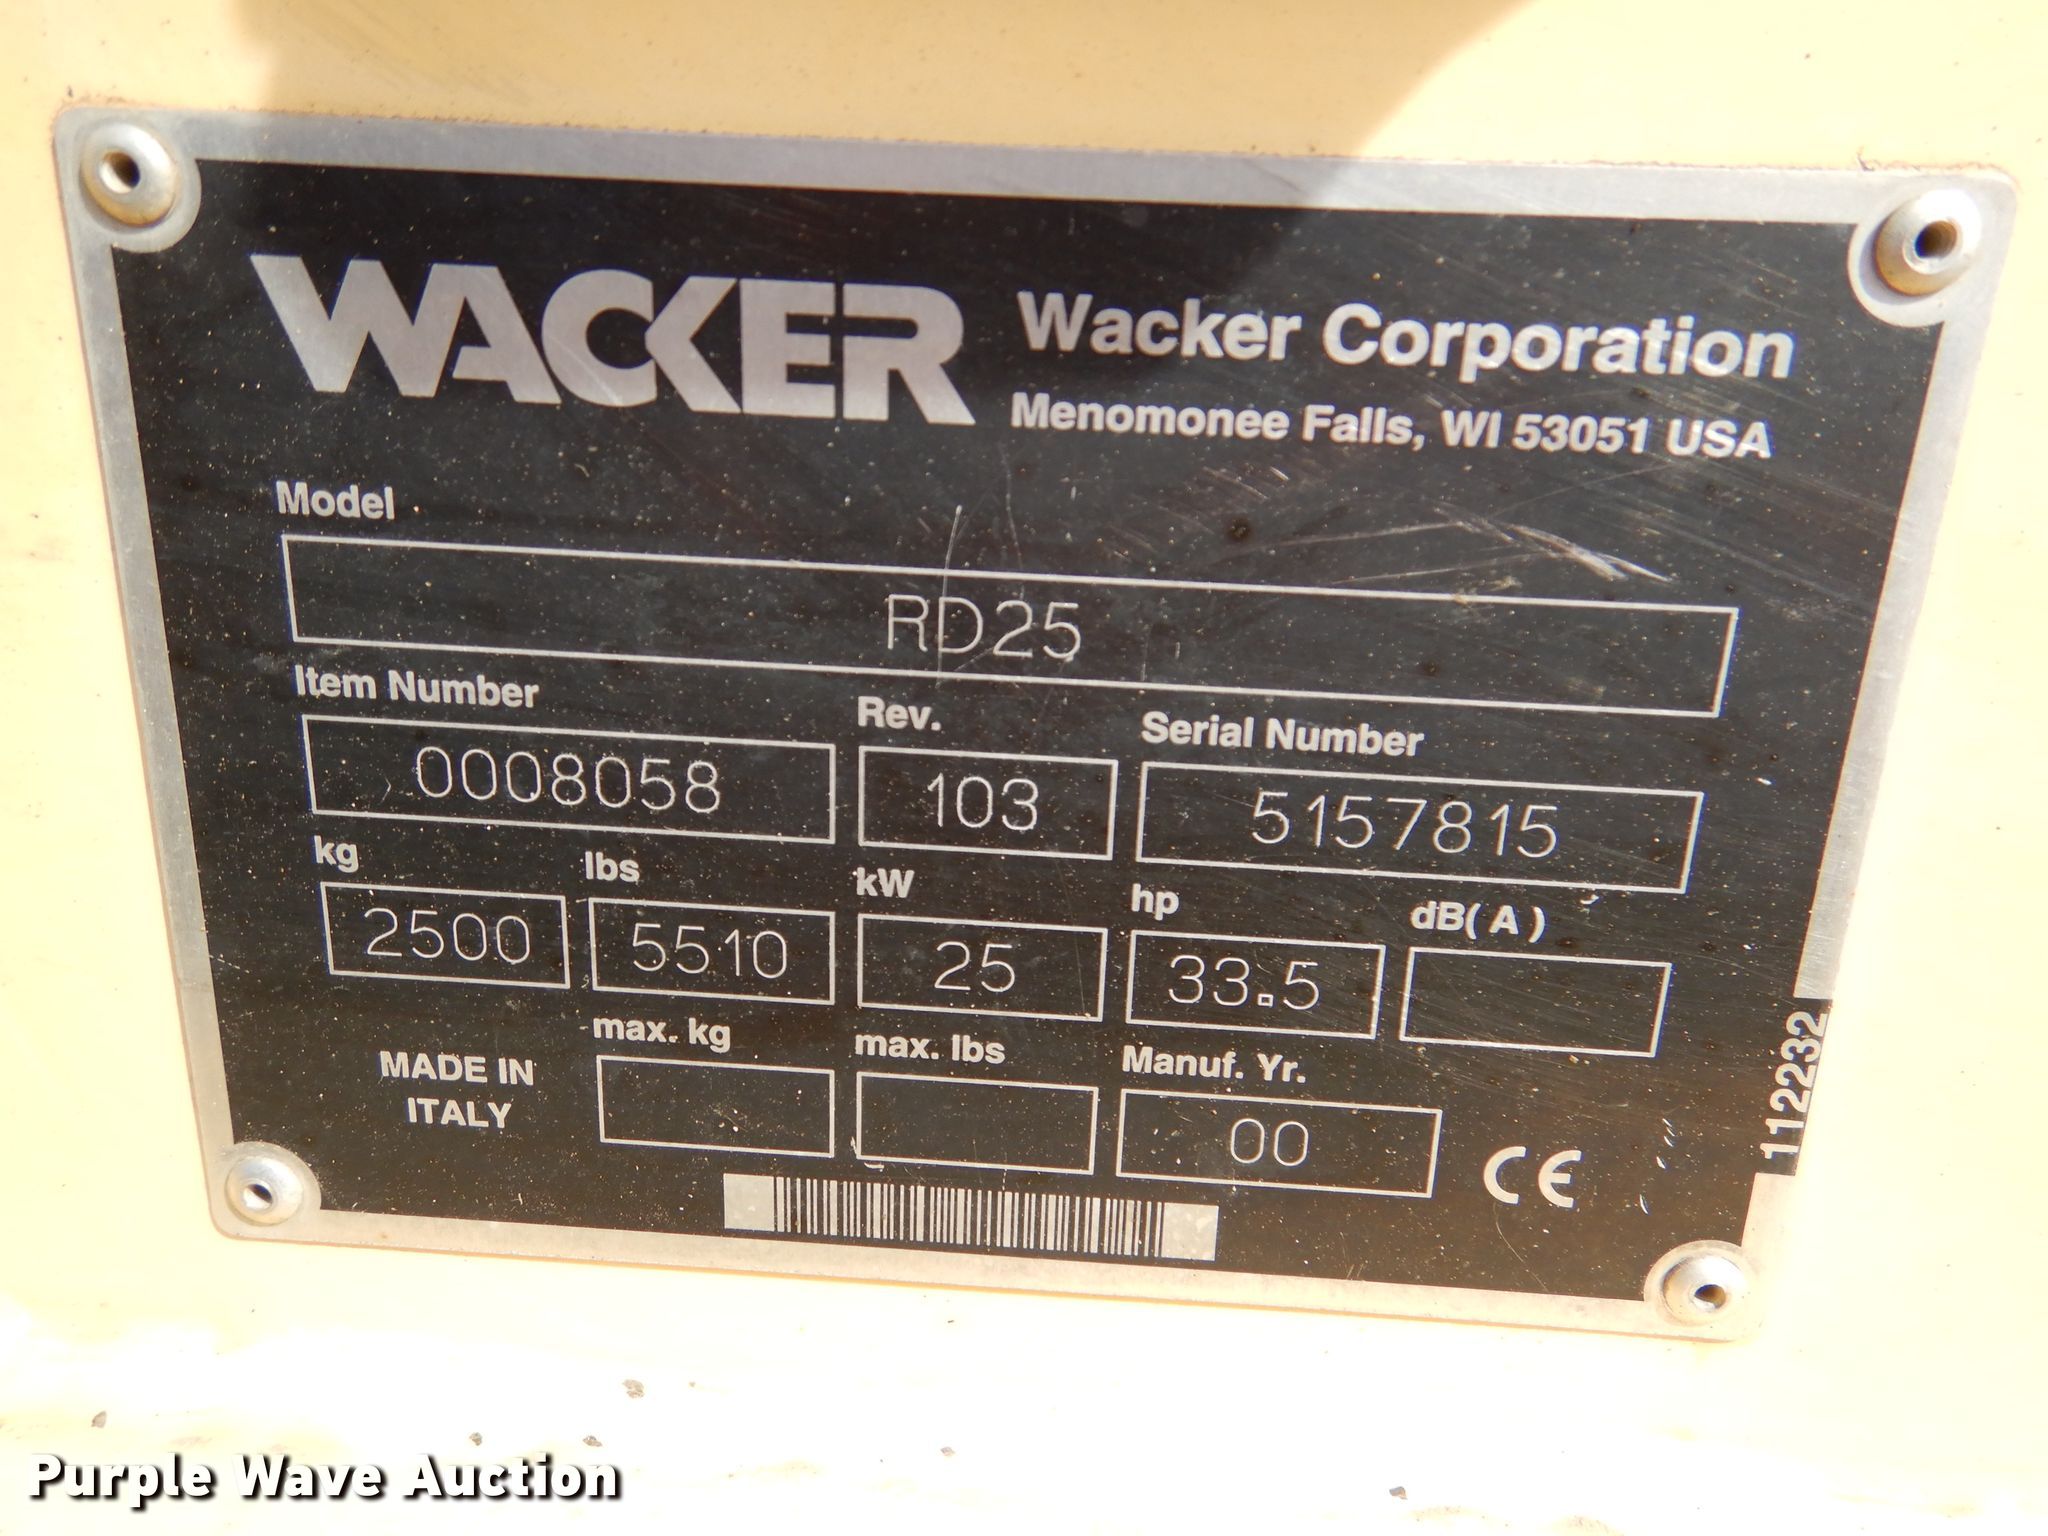 WACKER
Wacker Corporation
Menomonee Falls, WI 53051 USA
Model
RD25
Item Number Rev. Serial Number
0008058 103 5157815
kg lbs kW hp dB( A )
2500 5510 25 33.5
max. kg max. lbs Manuf. Yr.
MADE IN
ITALY
00
CE
112232
Purple Wave Auction